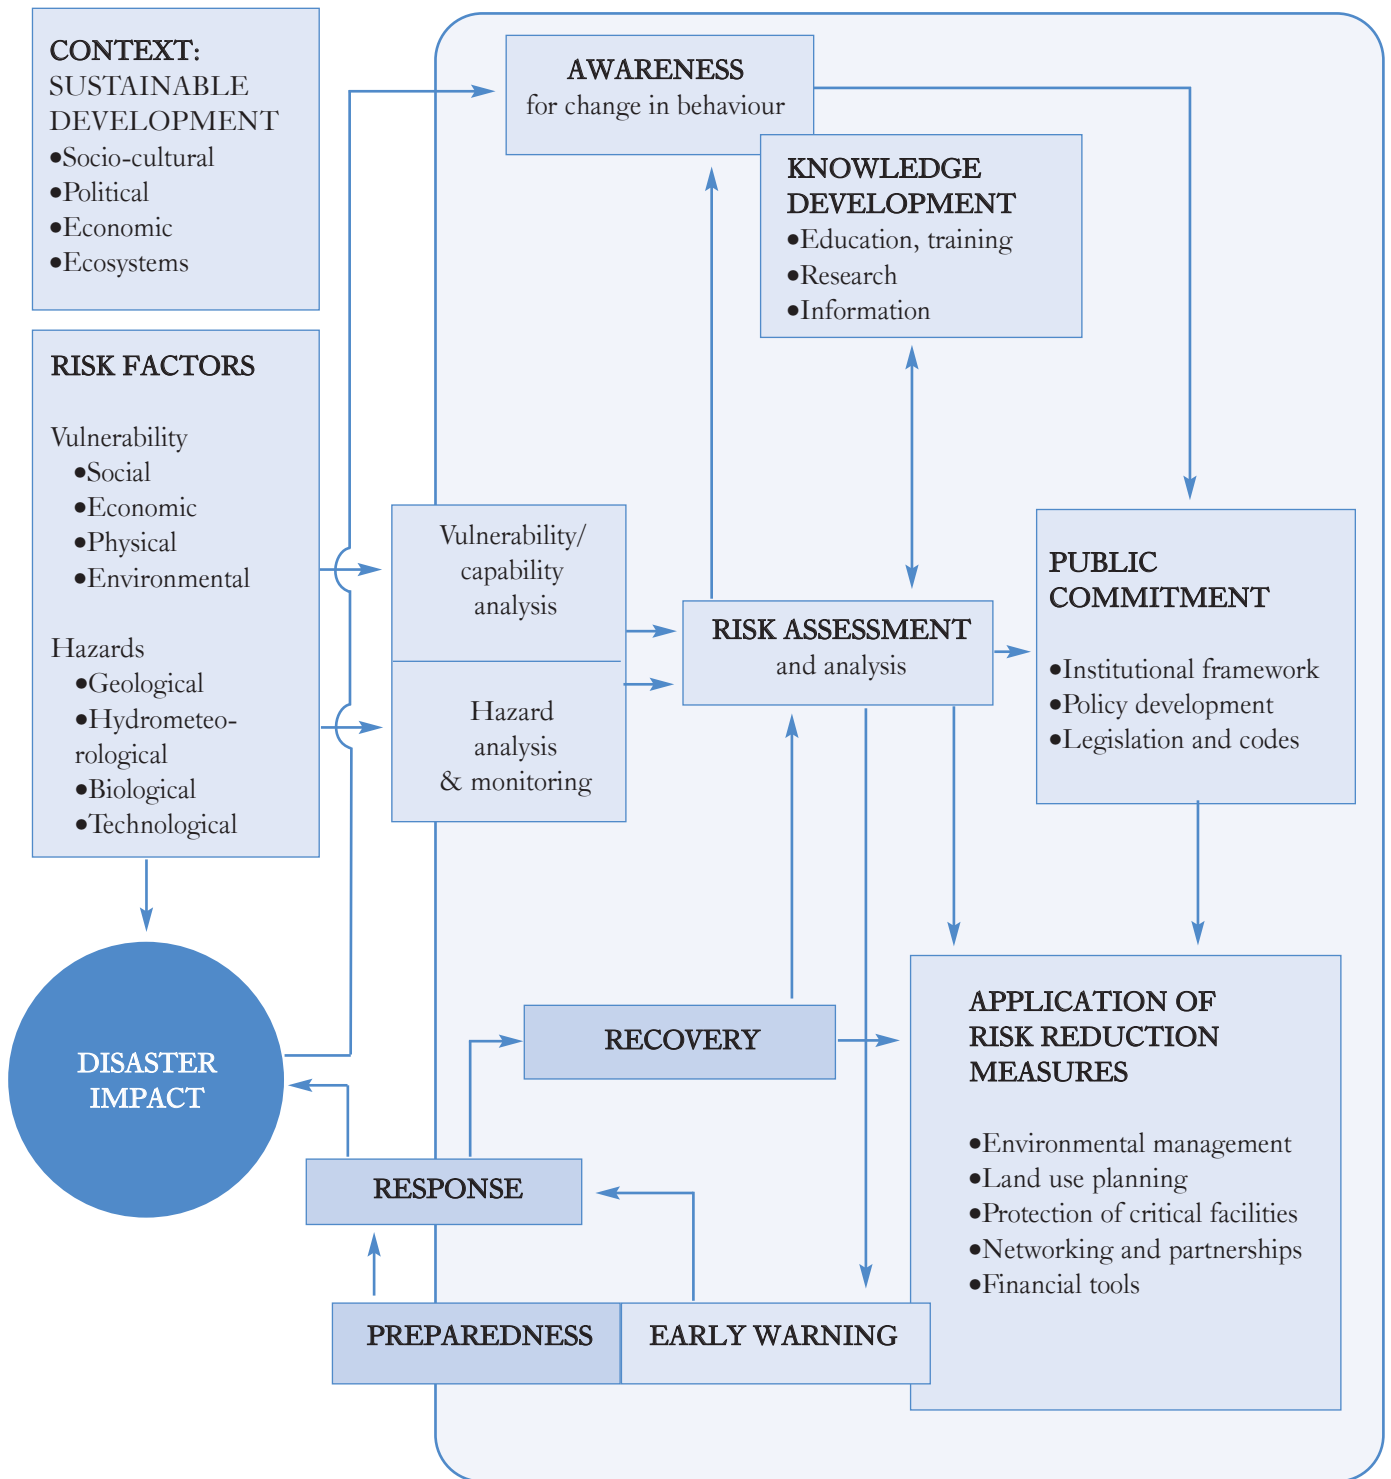 CONTEXT:
SUSTAINABLE
DEVELOPMENT
•Socio-cultural
•Political
•Economic
•Ecosystems
RISK FACTORS
Vulnerability
•Social
•Economic
•Physical
•Environmental
Hazards
•Geological
•Hydrometeo-
rological
•Biological
•Technological
DISASTER
IMPACT
AWARENESS
for change in behaviour
KNOWLEDGE
DEVELOPMENT
•Education, training
•Research
•Information
Vulnerability/
capability
analysis
Hazard
analysis
& monitoring
RISK ASSESSMENT
and analysis
PUBLIC
COMMITMENT
•Institutional framework
•Policy development
•Legislation and codes
RECOVERY
RESPONSE
PREPAREDNESS
EARLY WARNING
APPLICATION OF
RISK REDUCTION
MEASURES
•Environmental management
•Land use planning
•Protection of critical facilities
•Networking and partnerships
•Financial tools